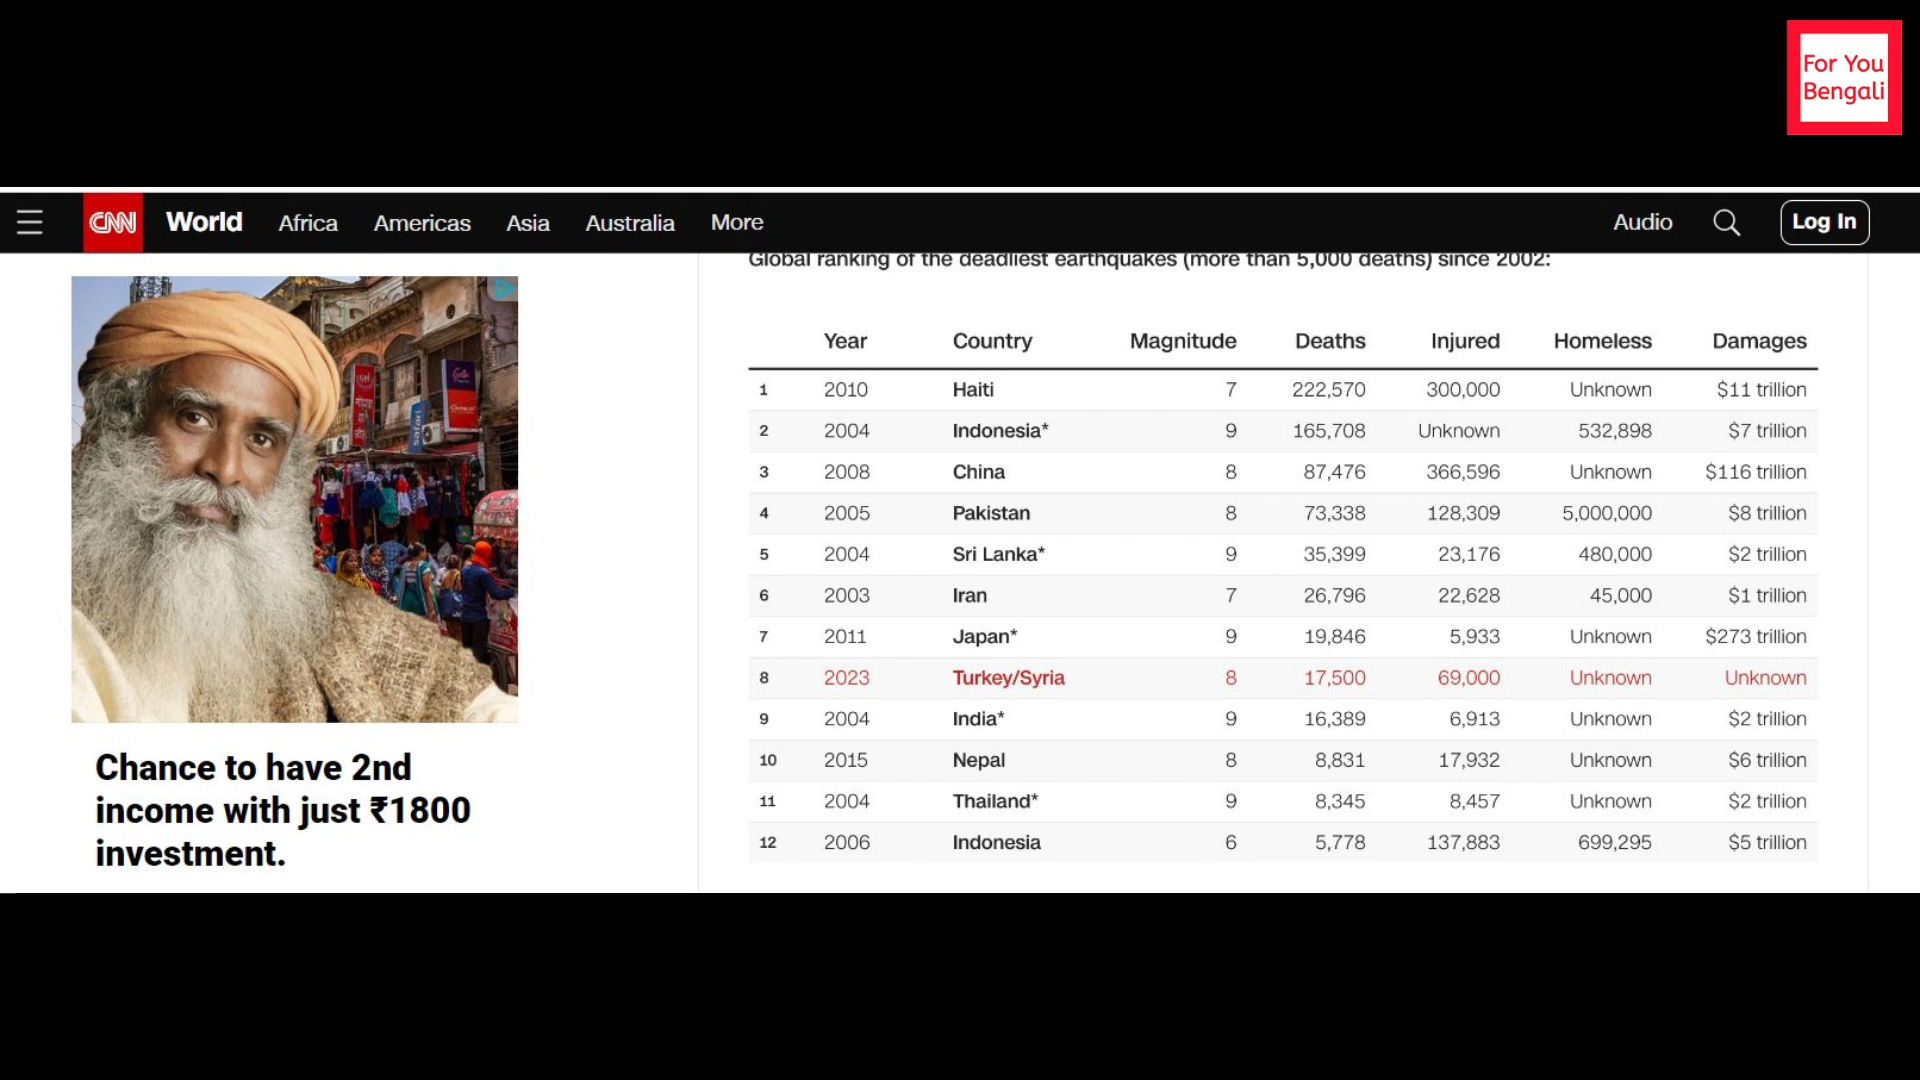 For You
Bengali
CNN World Africa Americas Asia Australia More Audio Log In
Global ranking of the deadliest earthquakes (more than 5,000 deaths) since 2002:
Year Country Magnitude Deaths Injured Homeless Damages
1 2010 Haiti 7 222,570 300,000 Unknown $11 trillion
2 2004 Indonesia* 9 165,708 Unknown 532,898 $7 trillion
3 2008 China 8 87,476 366,596 Unknown $116 trillion
4 2005 Pakistan 8 73,338 128,309 5,000,000 $8 trillion
5 2004 Sri Lanka* 9 35,399 23,176 480,000 $2 trillion
6 2003 Iran 7 26,796 22,628 45,000 $1 trillion
7 2011 Japan* 9 19,846 5,933 Unknown $273 trillion
8 2023 Turkey/Syria 8 17,500 69,000 Unknown Unknown
9 2004 India* 9 16,389 6,913 Unknown $2 trillion
10 2015 Nepal 8 8,831 17,932 Unknown $6 trillion
11 2004 Thailand* 9 8,345 8,457 Unknown $2 trillion
12 2006 Indonesia 6 5,778 137,883 699,295 $5 trillion
safari
Chance to have 2nd
income with just ₹1800
investment.